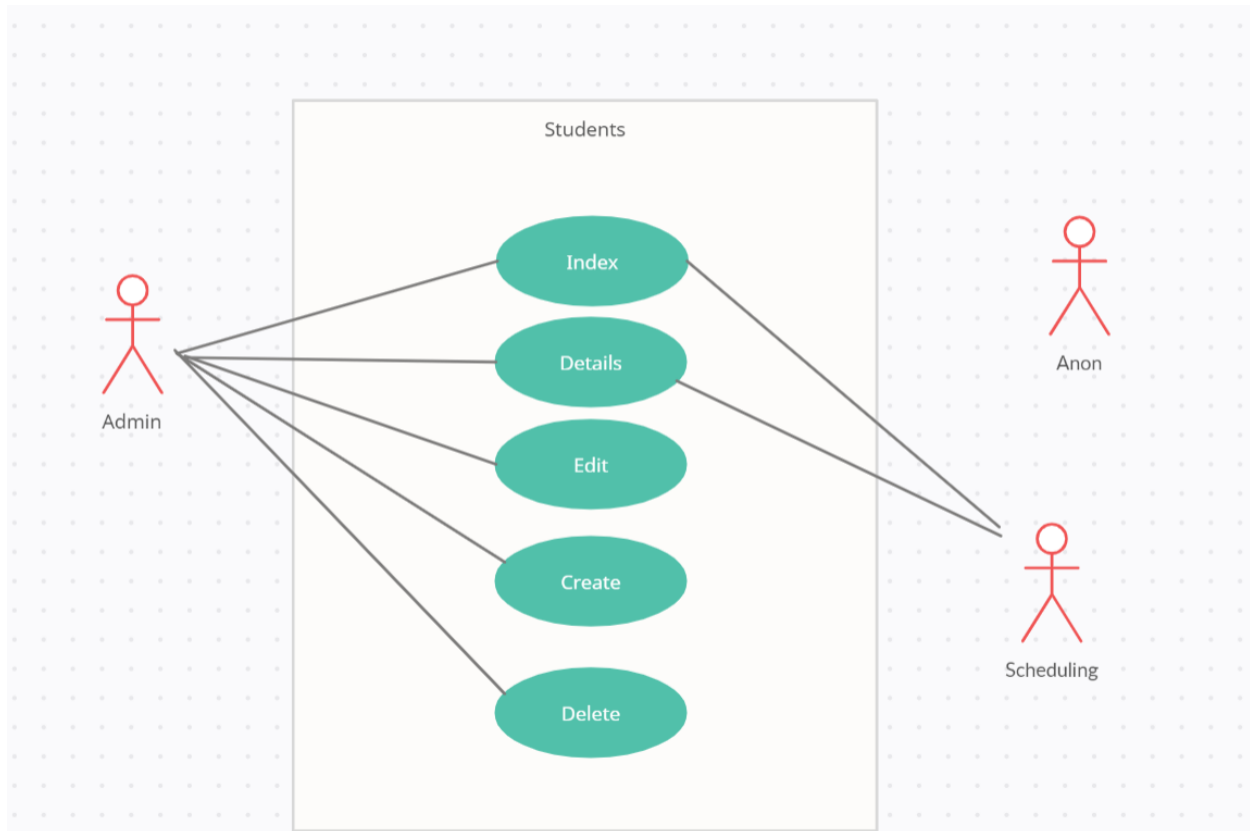 Students
Index
Details
Edit
Create
Delete
Admin
Anon
Scheduling